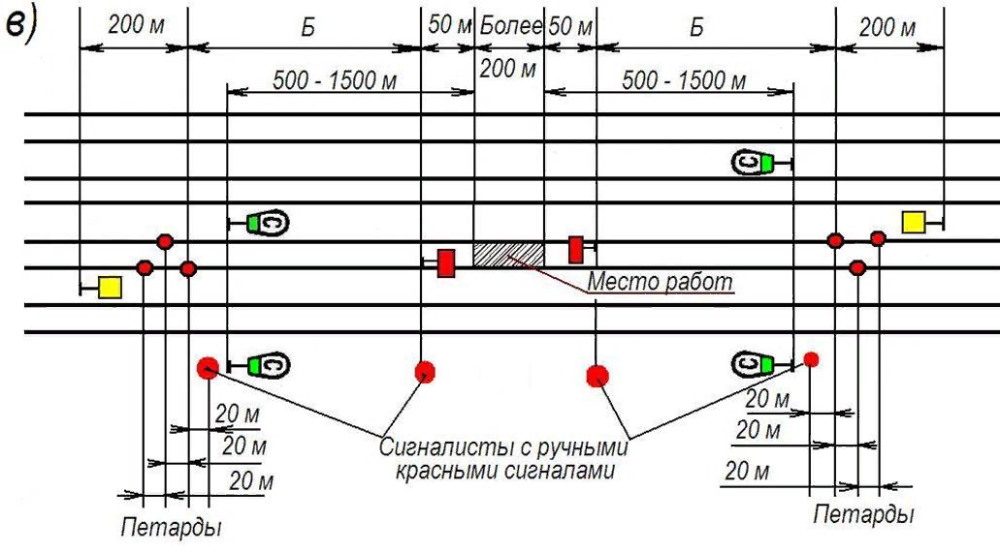 в)
200 м Б 50 м Более 50 м Б 200 м
200 м
500 - 1500 м 500 - 1500 м
С
С
Место работ
С С
20 м 20 м
20 м 20 м
20 м 20 м
Сигналисты с ручными
красными сигналами
Петарды Петарды